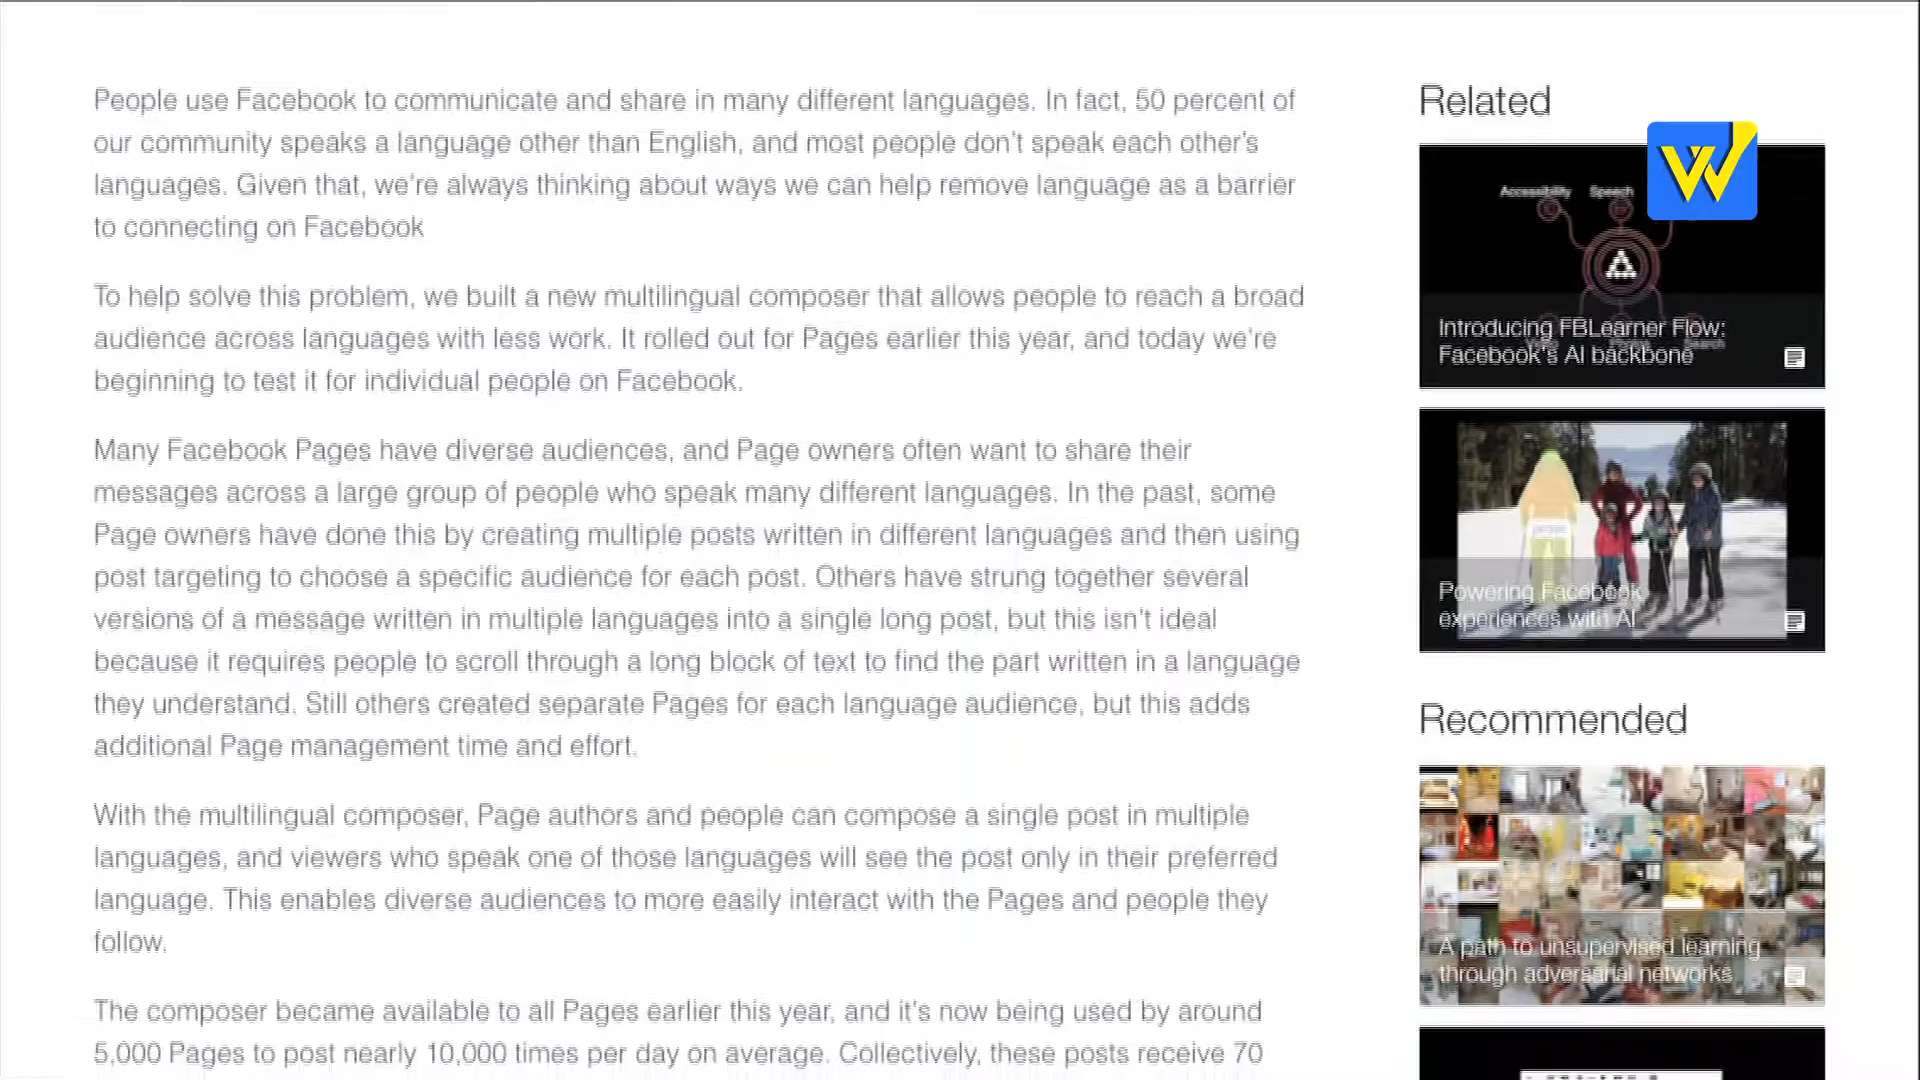 People use Facebook to communicate and share in many different languages. In fact, 50 percent of
our community speaks a language other than English, and most people don't speak each other's
languages. Given that, we're always thinking about ways we can help remove language as a barrier
to connecting on Facebook
To help solve this problem, we built a new multilingual composer that allows people to reach a broad
audience across languages with less work. It rolled out for Pages earlier this year, and today we're
beginning to test it for individual people on Facebook.
Many Facebook Pages have diverse audiences, and Page owners often want to share their
messages across a large group of people who speak many different languages. In the past, some
Page owners have done this by creating multiple posts written in different languages and then using
post targeting to choose a specific audience for each post. Others have strung together several
versions of a message written in multiple languages into a single long post, but this isn't ideal
because it requires people to scroll through a long block of text to find the part written in a language
they understand. Still others created separate Pages for each language audience, but this adds
additional Page management time and effort.
With the multilingual composer, Page authors and people can compose a single post in multiple
languages, and viewers who speak one of those languages will see the post only in their preferred
language. This enables diverse audiences to more easily interact with the Pages and people they
follow.
The composer became available to all Pages earlier this year, and it's now being used by around
5,000 Pages to post nearly 10,000 times per day on average. Collectively, these posts receive 70
Related
W
Accessibility Speech
Introducing FBLearner Flow:
Facebook's AI backbone
Search
Powering Facebook
experiences with AI
Recommended
A path to unsupervised learning
through adversarial networks